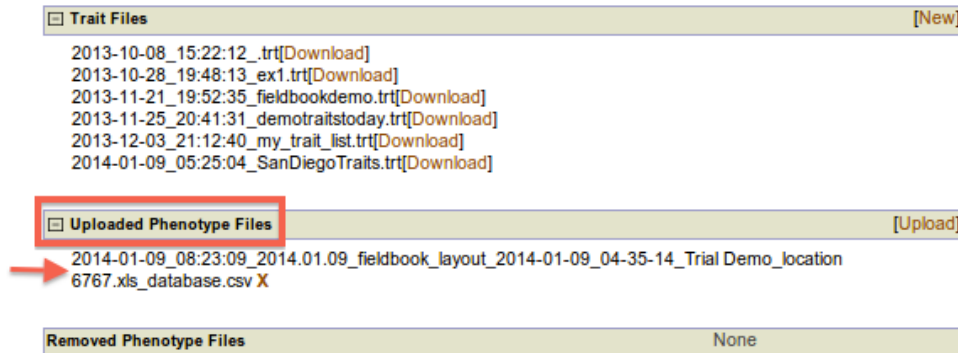 Trait Files [New]
2013-10-08_15:22:12_.trt[Download]
2013-10-28_19:48:13_ex1.trt[Download]
2013-11-21_19:52:35_fieldbookdemo.trt[Download]
2013-11-25_20:41:31_demotraitstoday.trt[Download]
2013-12-03_21:12:40_my_trait_list.trt[Download]
2014-01-09_05:25:04_SanDiegoTraits.trt[Download]
Uploaded Phenotype Files [Upload]
2014-01-09_08:23:09_2014.01.09_fieldbook_layout_2014-01-09_04-35-14_Trial Demo_location
6767.xls_database.csv X
Removed Phenotype Files None